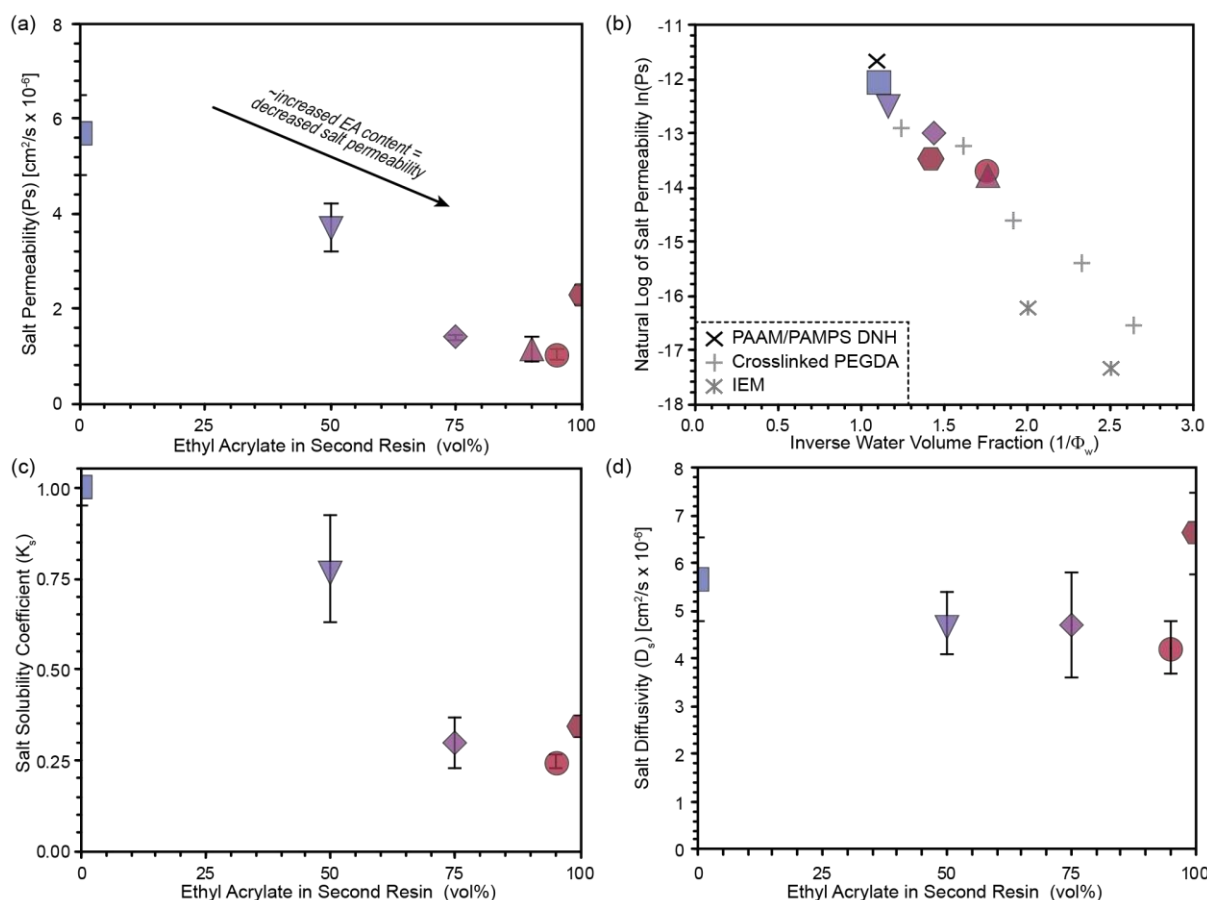 (a)
8
6
4
2
0
Salt Permeability(Ps) [cm²/s x 10⁻⁶]
~increased EA content =
decreased salt permeability
0 25 50 75 100
Ethyl Acrylate in Second Resin (vol%)
(b)
-11
-12
-13
-14
-15
-16
-17
-18
Natural Log of Salt Permeability ln(Ps)
PAAM/PAMPS DNH
Crosslinked PEGDA
IEM
0.0 0.5 1.0 1.5 2.0 2.5 3.0
Inverse Water Volume Fraction (1/Φw)
(c)
1.00
0.75
0.50
0.25
0.00
Salt Solubility Coefficient (Ks)
0 25 50 75 100
Ethyl Acrylate in Second Resin (vol%)
(d)
8
7
6
5
4
3
2
1
0
Salt Diffusivity (Ds) [cm²/s x 10⁻⁶]
0 25 50 75 100
Ethyl Acrylate in Second Resin (vol%)